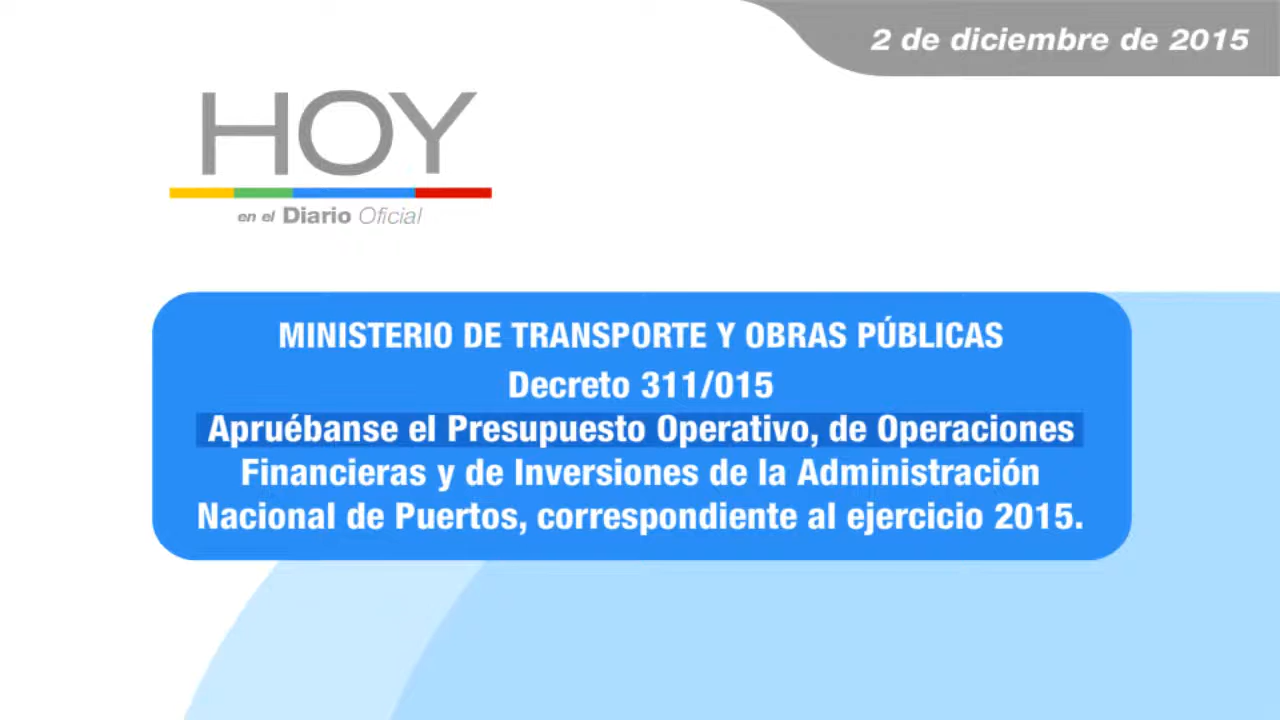 2 de diciembre de 2015
HOY
en el Diario Oficial
MINISTERIO DE TRANSPORTE Y OBRAS PÚBLICAS
Decreto 311/015
Apruébanse el Presupuesto Operativo, de Operaciones
Financieras y de Inversiones de la Administración
Nacional de Puertos, correspondiente al ejercicio 2015.